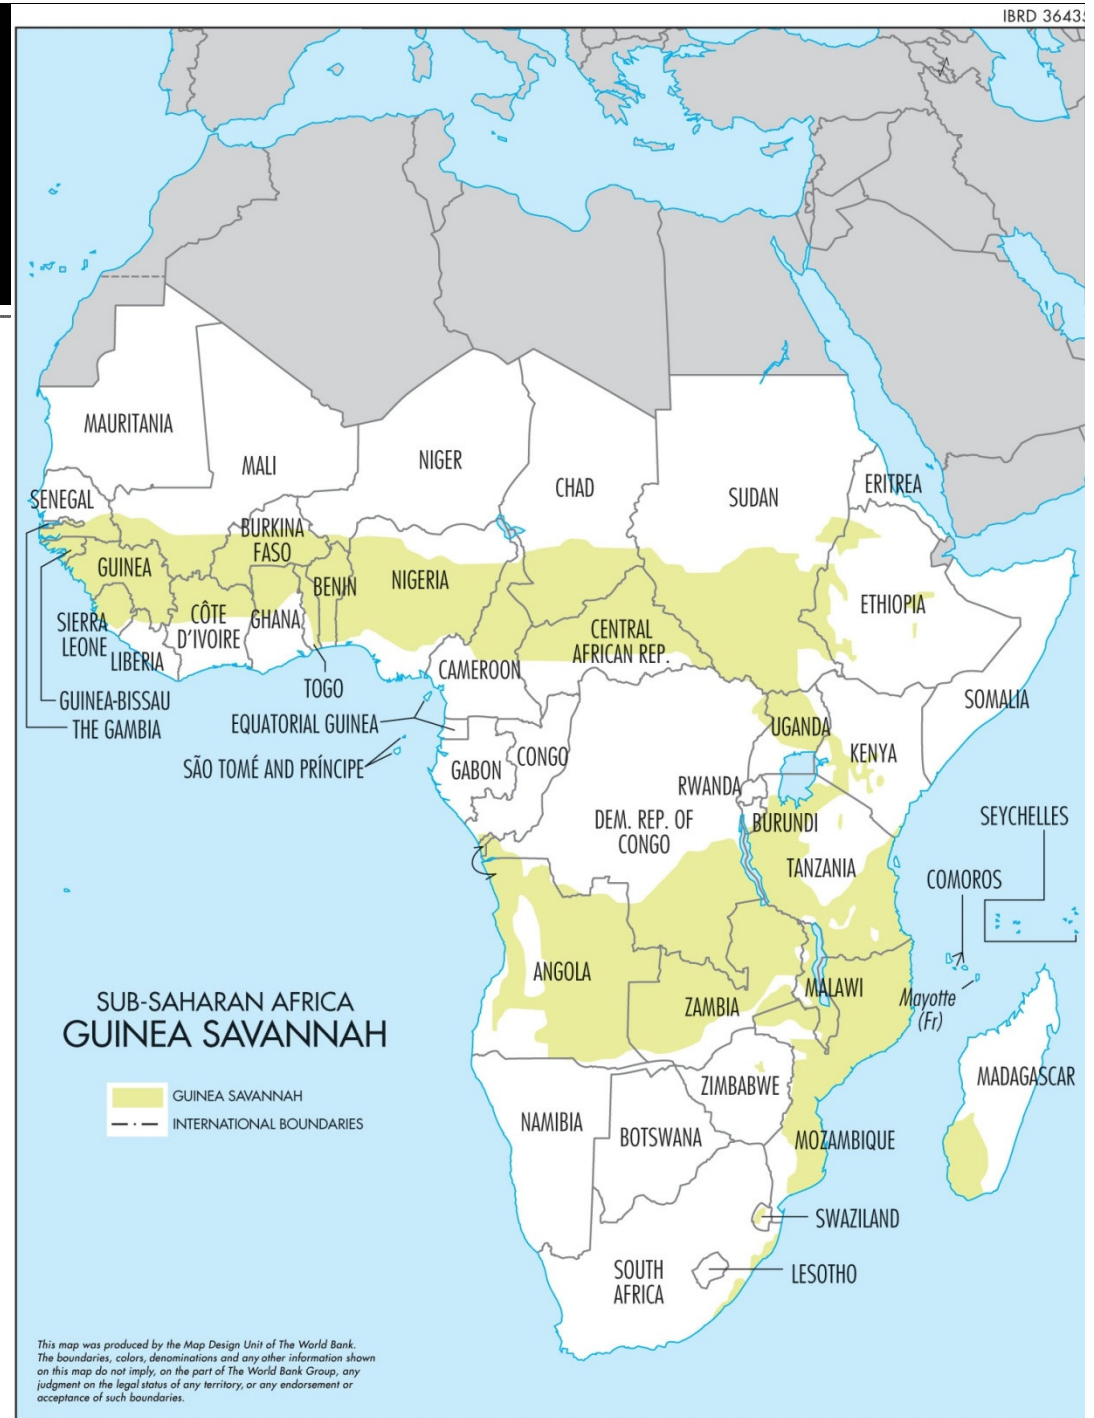 IBRD 36435
MAURITANIA
MALI
NIGER
CHAD
SUDAN
ERITREA
SENEGAL
BURKINA
FASO
GUINEA
BENIN
NIGERIA
ETHIOPIA
CÔTE
D'IVOIRE
GHANA
SIERRA
LEONE
LIBERIA
CENTRAL
AFRICAN REP.
CAMEROON
TOGO
GUINEA-BISSAU
THE GAMBIA
SOMALIA
EQUATORIAL GUINEA
UGANDA
KENYA
CONGO
GABON
SÃO TOMÉ AND PRÍNCIPE
RWANDA
BURUNDI
DEM. REP. OF
CONGO
SEYCHELLES
TANZANIA
COMOROS
ANGOLA
ZAMBIA
MALAWI
Mayotte
(Fr)
SUB-SAHARAN AFRICA
GUINEA SAVANNAH
GUINEA SAVANNAH
INTERNATIONAL BOUNDARIES
MADAGASCAR
ZIMBABWE
NAMIBIA
BOTSWANA
MOZAMBIQUE
SWAZILAND
LESOTHO
SOUTH
AFRICA
This map was produced by the Map Design Unit of The World Bank.
The boundaries, colors, denominations and any other information shown
on this map do not imply, on the part of The World Bank Group, any
judgment on the legal status of any territory, or any endorsement or
acceptance of such boundaries.